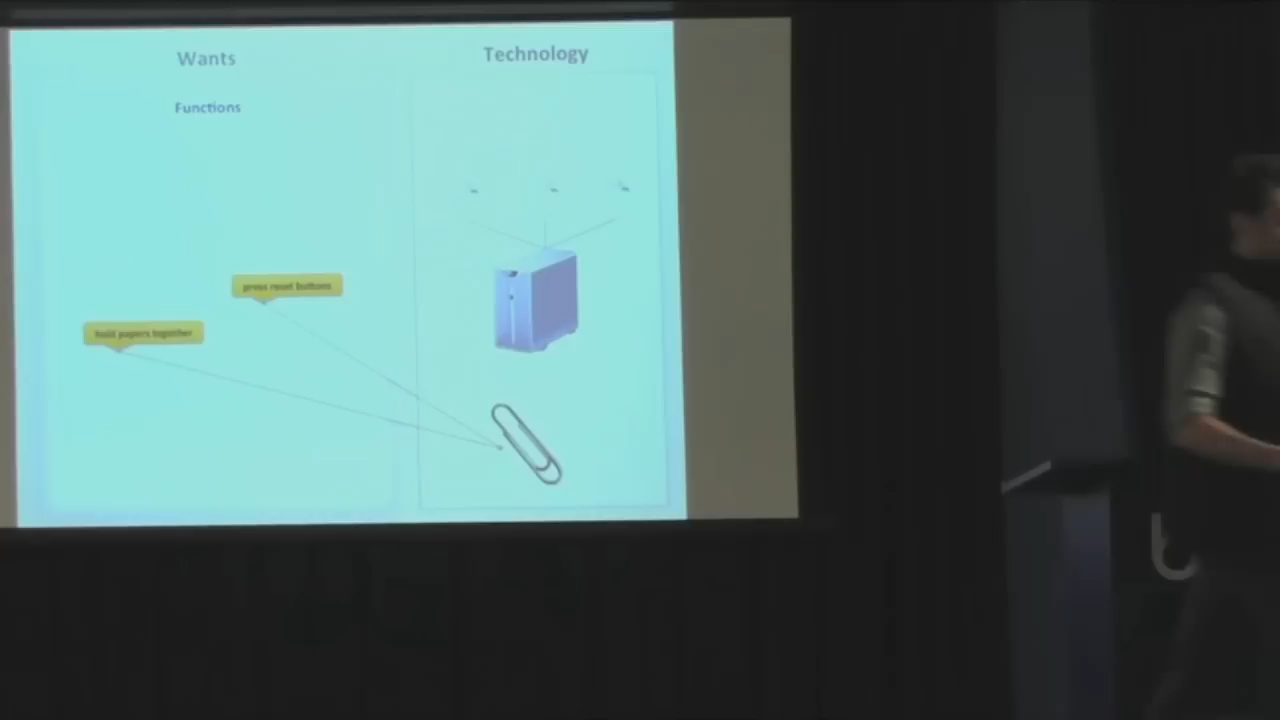 Wants
Technology
Functions
press reset buttons
hold papers together